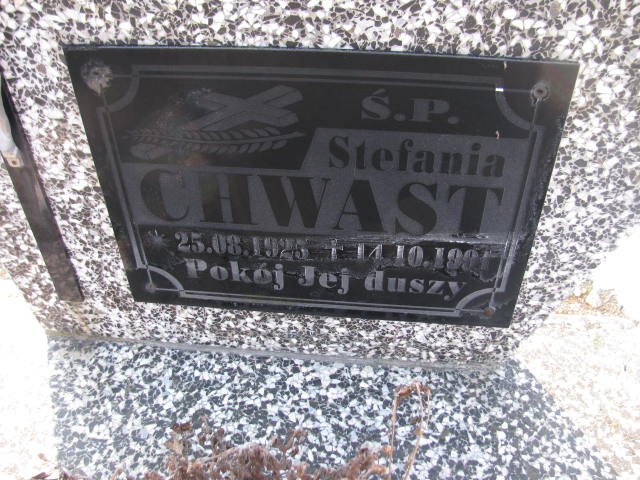 Ś.P.
Stefania
CHWAST
Pokój Jej duszy